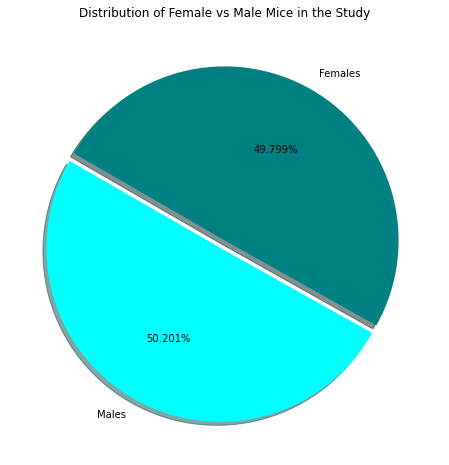 Distribution of Female vs Male Mice in the Study
Females
49.799%
50.201%
Males